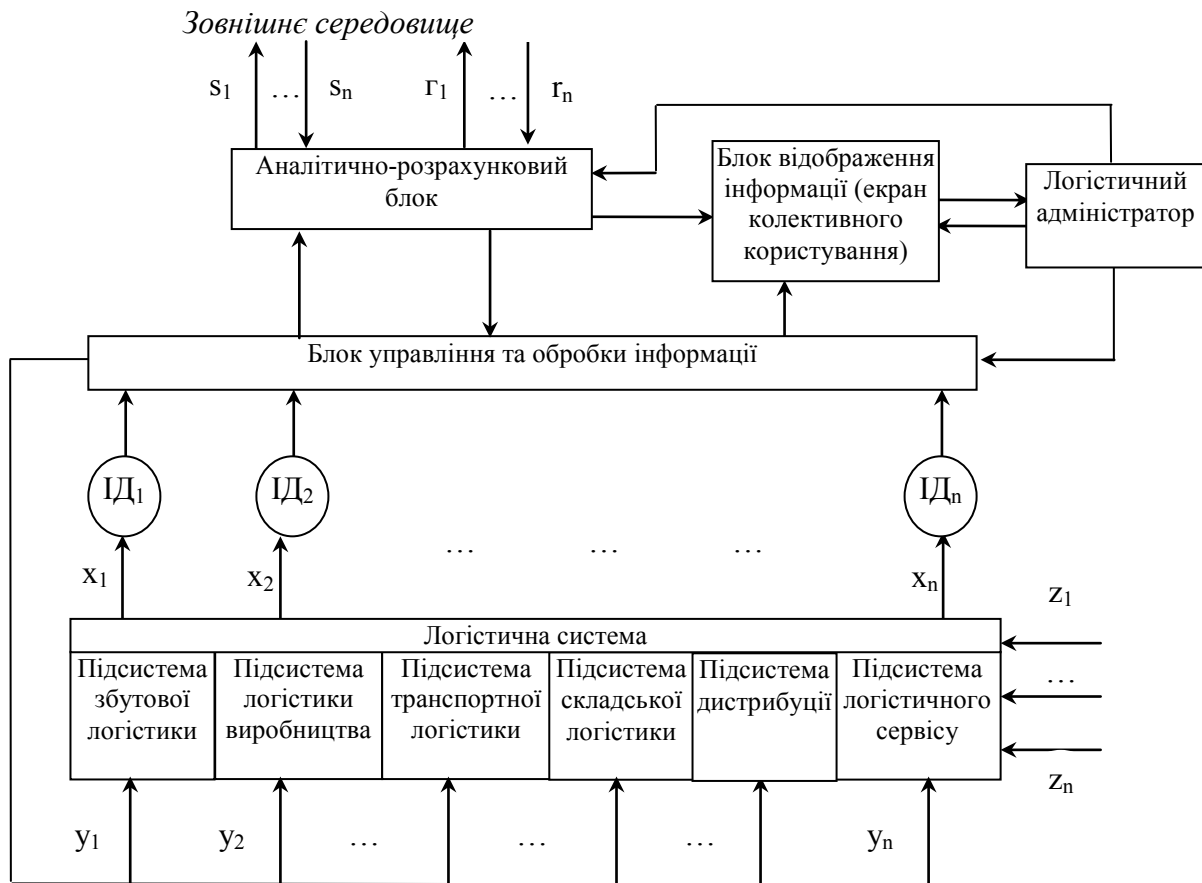 Зовнішнє середовище
s1 … sn г1 … rn
Аналітично-розрахунковий
блок
Блок відображення
інформації (екран
колективного
користування)
Логістичний
адміністратор
Блок управління та обробки інформації
ІД1 ІД2 ІДn
… … …
x1 x2 xn
Логістична система
z1
…
zn
Підсистема
збутової
логістики
Підсистема
логістики
виробництва
Підсистема
транспортної
логістики
Підсистема
складської
логістики
Підсистема
дистрибуції
Підсистема
логістичного
сервісу
y1 y2 … … … yn